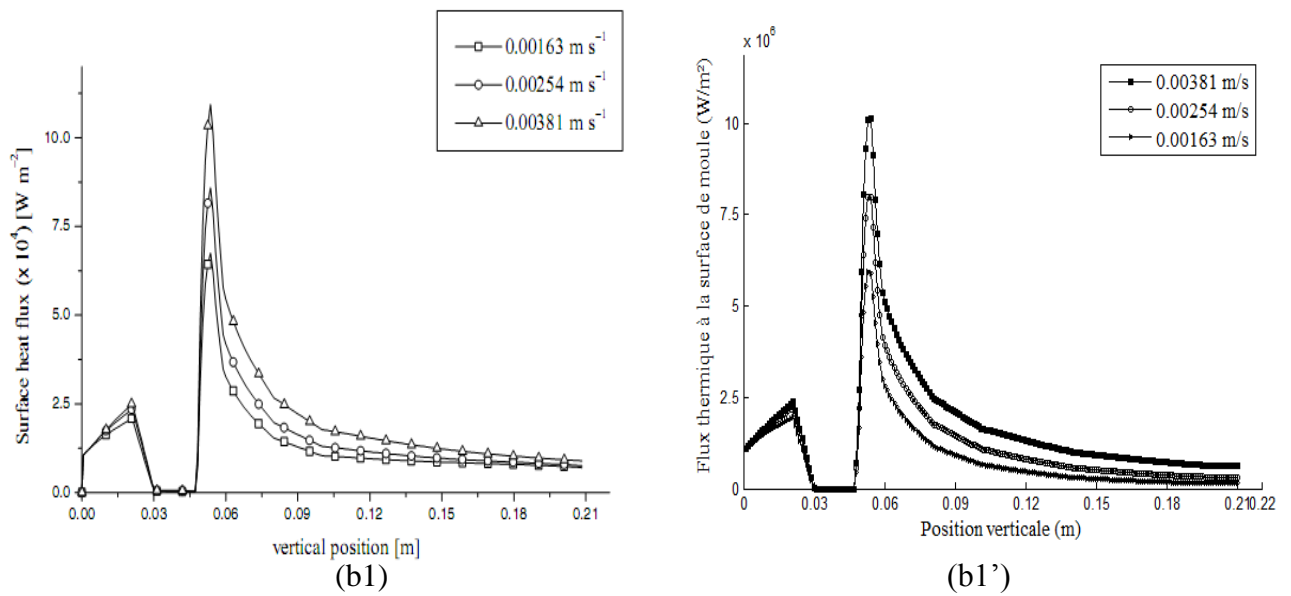 0.00163 m s⁻¹
0.00254 m s⁻¹
0.00381 m s⁻¹
Surface heat flux (x 10⁴) [W m⁻²]
10.0
7.5
5.0
2.5
0.0
0.00 0.03 0.06 0.09 0.12 0.15 0.18 0.21
vertical position [m]
(b1)
x 10⁶
0.00381 m/s
0.00254 m/s
0.00163 m/s
Flux thermique à la surface de moule (W/m²)
10
7.5
5
2.5
0
0 0.03 0.06 0.09 0.12 0.15 0.18 0.210.22
Position verticale (m)
(b1’)